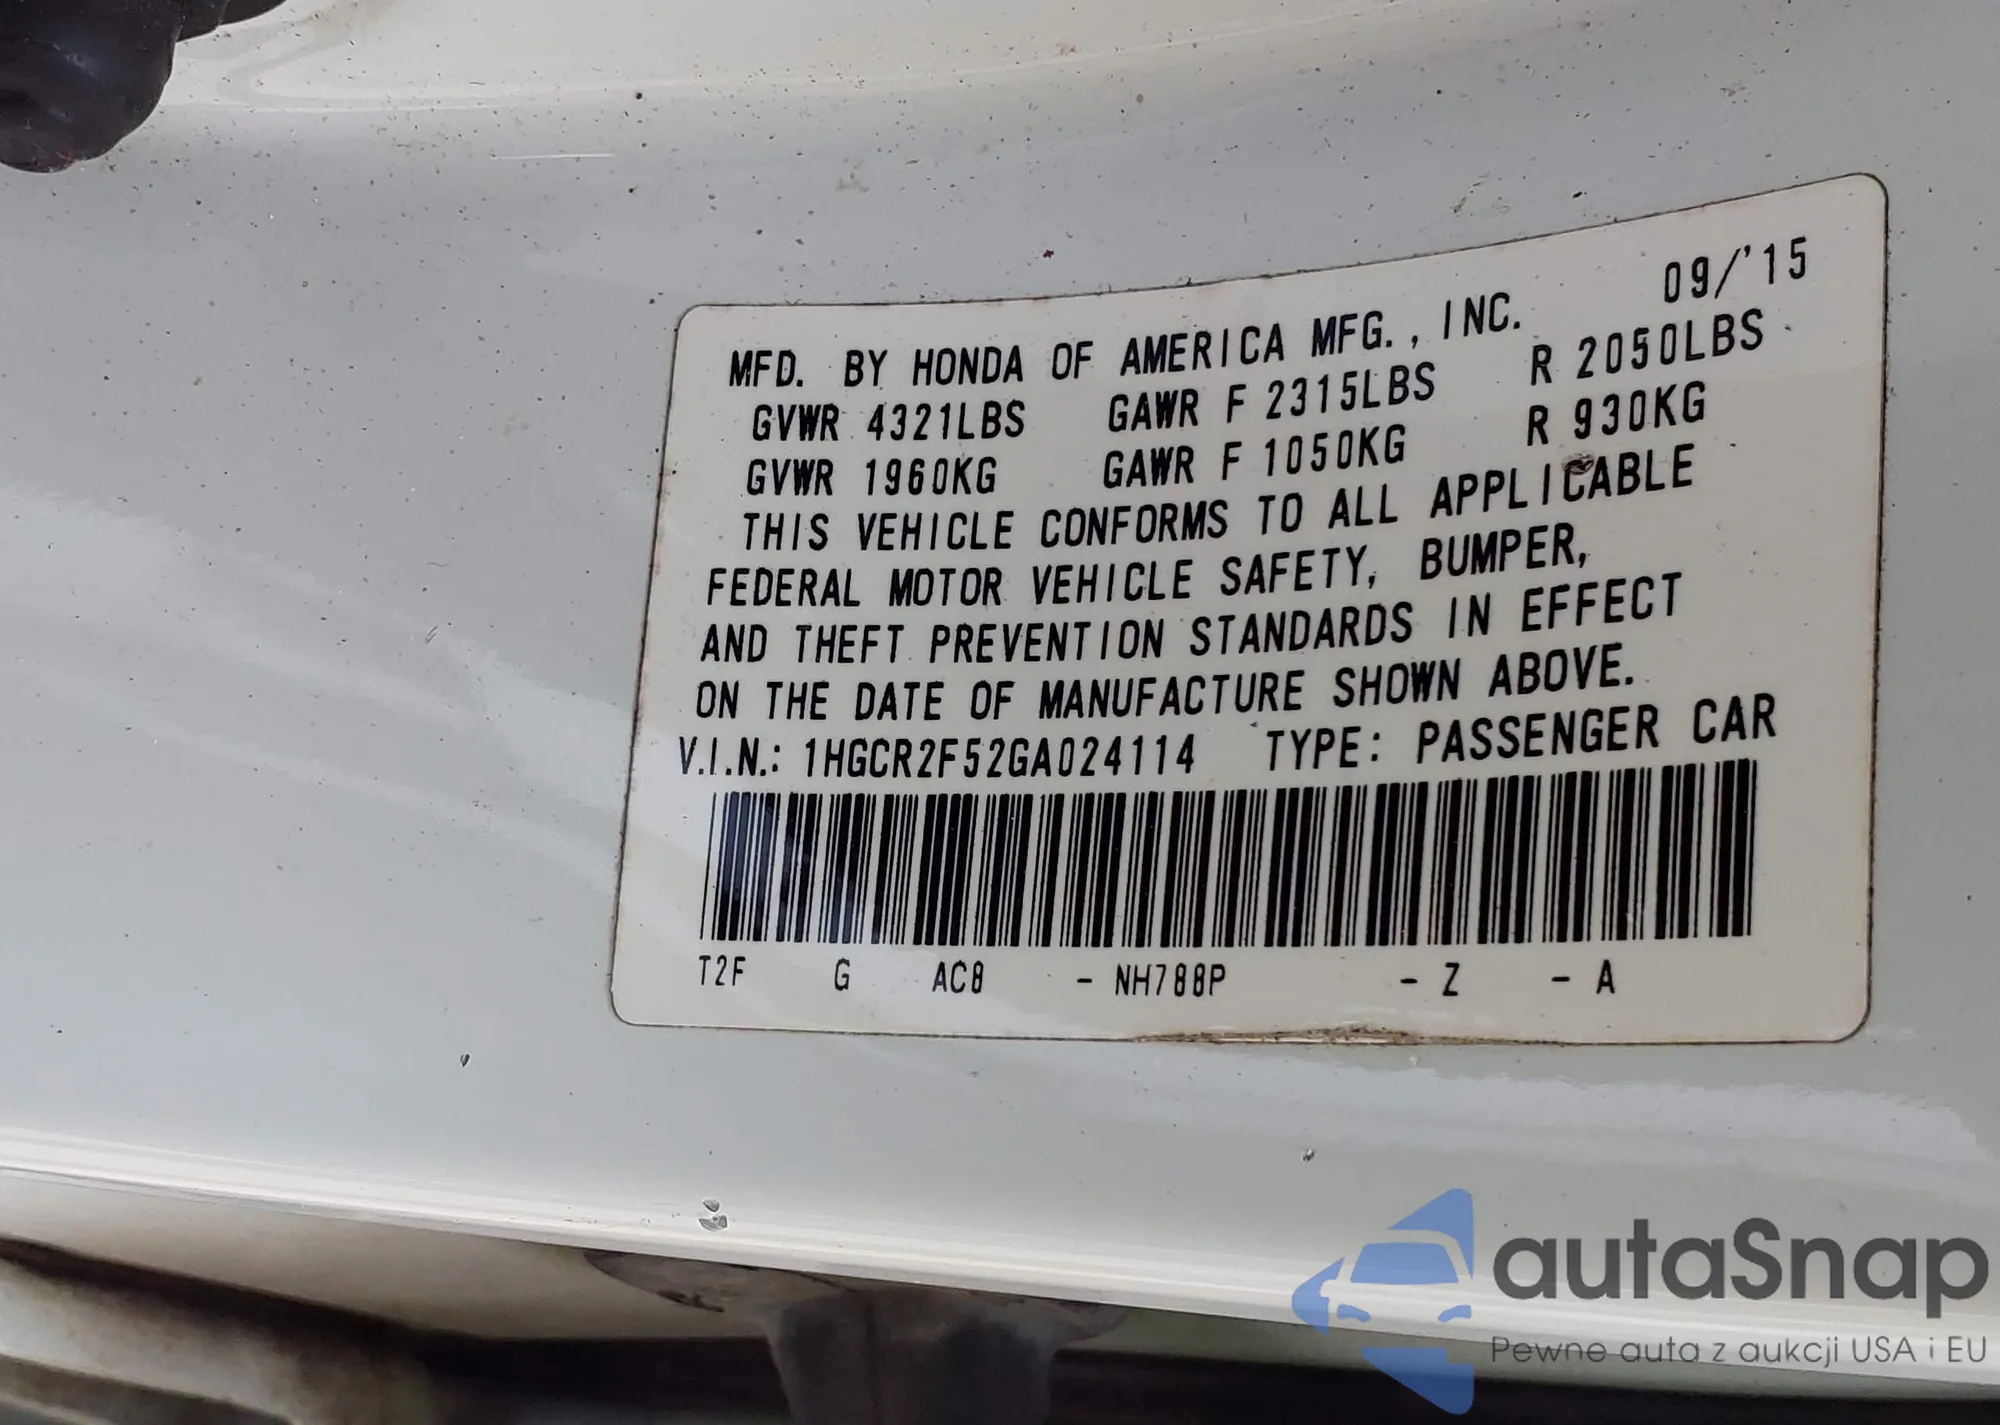 09/'15
MFD. BY HONDA OF AMERICA MFG., INC.
GVWR 4321LBS GAWR F 2315LBS R 2050LBS
GVWR 1960KG GAWR F 1050KG R 930KG
THIS VEHICLE CONFORMS TO ALL APPLICABLE
FEDERAL MOTOR VEHICLE SAFETY, BUMPER,
AND THEFT PREVENTION STANDARDS IN EFFECT
ON THE DATE OF MANUFACTURE SHOWN ABOVE.
V.I.N.: 1HGCR2F52GA024114 TYPE: PASSENGER CAR
T2F G AC8 - NH788P - Z - A
autaSnap
Pewne auta z aukcji USA i EU